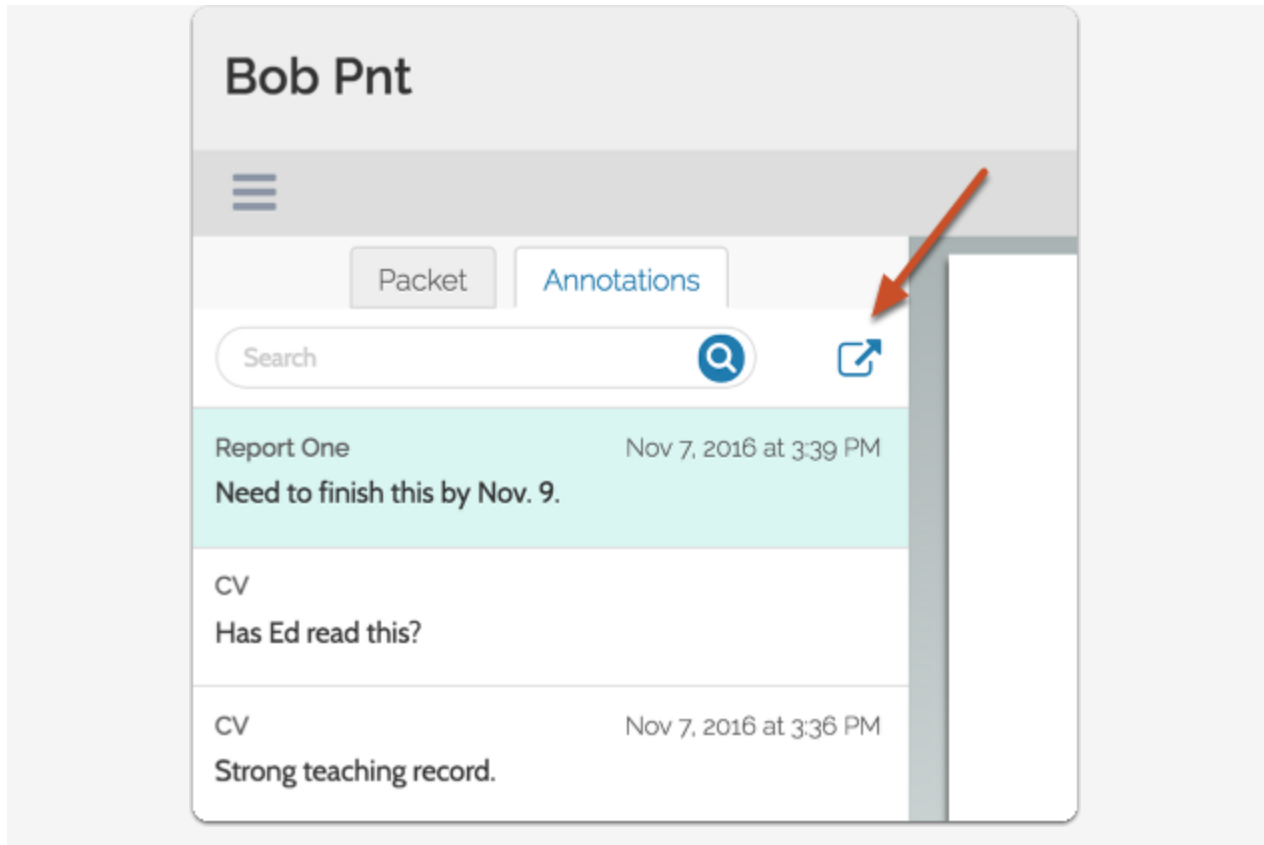 Bob Pnt
Packet Annotations
Search
Report One Nov 7, 2016 at 3:39 PM
Need to finish this by Nov. 9.
CV
Has Ed read this?
CV Nov 7, 2016 at 3:36 PM
Strong teaching record.